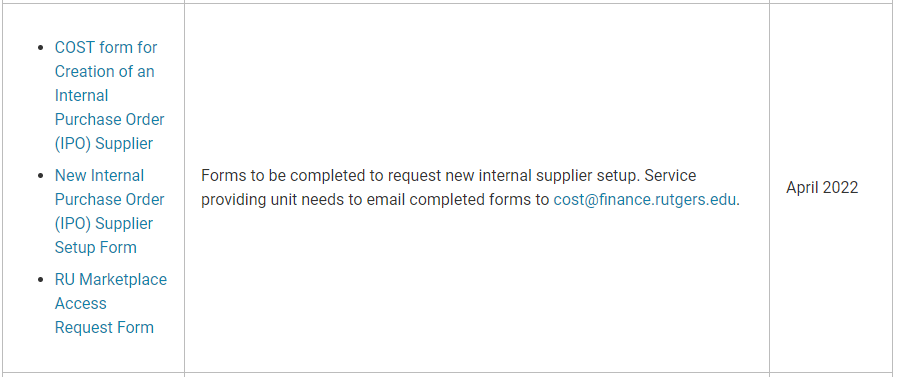 COST form for
Creation of an
Internal
Purchase Order
(IPO) Supplier
New Internal
Purchase Order
(IPO) Supplier
Setup Form
RU Marketplace
Access
Request Form
Forms to be completed to request new internal supplier setup. Service
providing unit needs to email completed forms to cost@finance.rutgers.edu.
April 2022